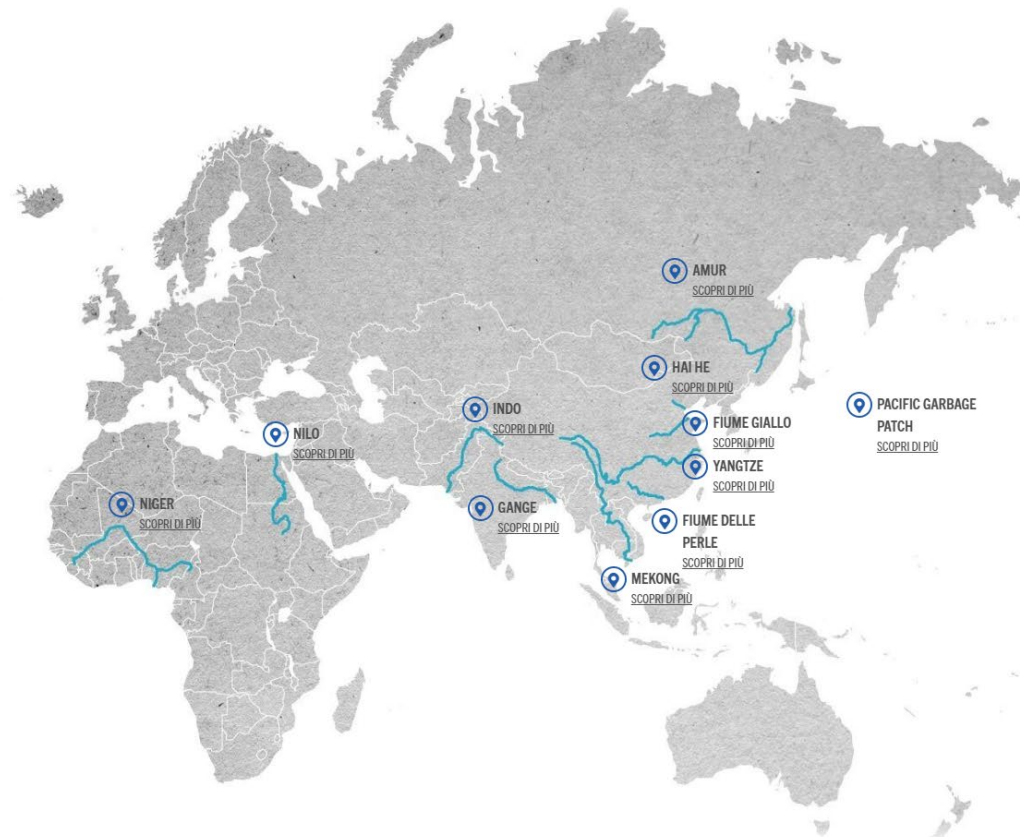 AMUR
SCOPRI DI PIÙ
HAI HE
SCOPRI DI PIÙ
INDO
SCOPRI DI PIÙ
PACIFIC GARBAGE
PATCH
SCOPRI DI PIÙ
FIUME GIALLO
SCOPRI DI PIÙ
NILO
SCOPRI DI PIÙ
YANGTZE
SCOPRI DI PIÙ
NIGER
SCOPRI DI PIÙ
GANGE
SCOPRI DI PIÙ
FIUME DELLE
PERLE
SCOPRI DI PIÙ
MEKONG
SCOPRI DI PIÙ